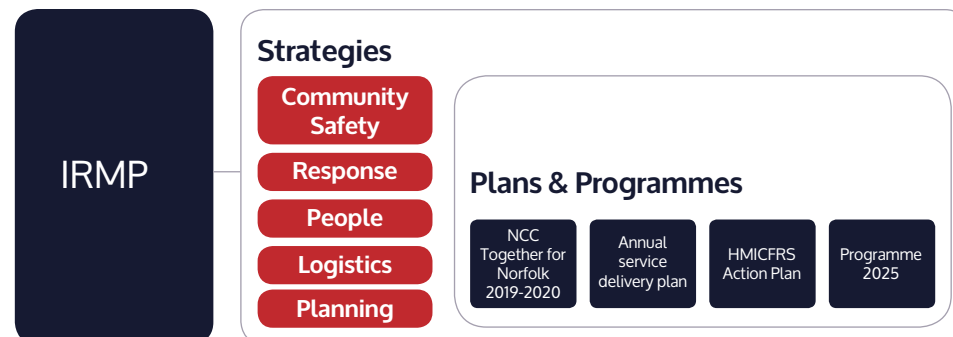 IRMP
Strategies
Community
Safety
Response
People
Logistics
Planning
Plans & Programmes
NCC
Together for
Norfolk
2019-2020
Annual
service
delivery plan
HMICFRS
Action Plan
Programme
2025